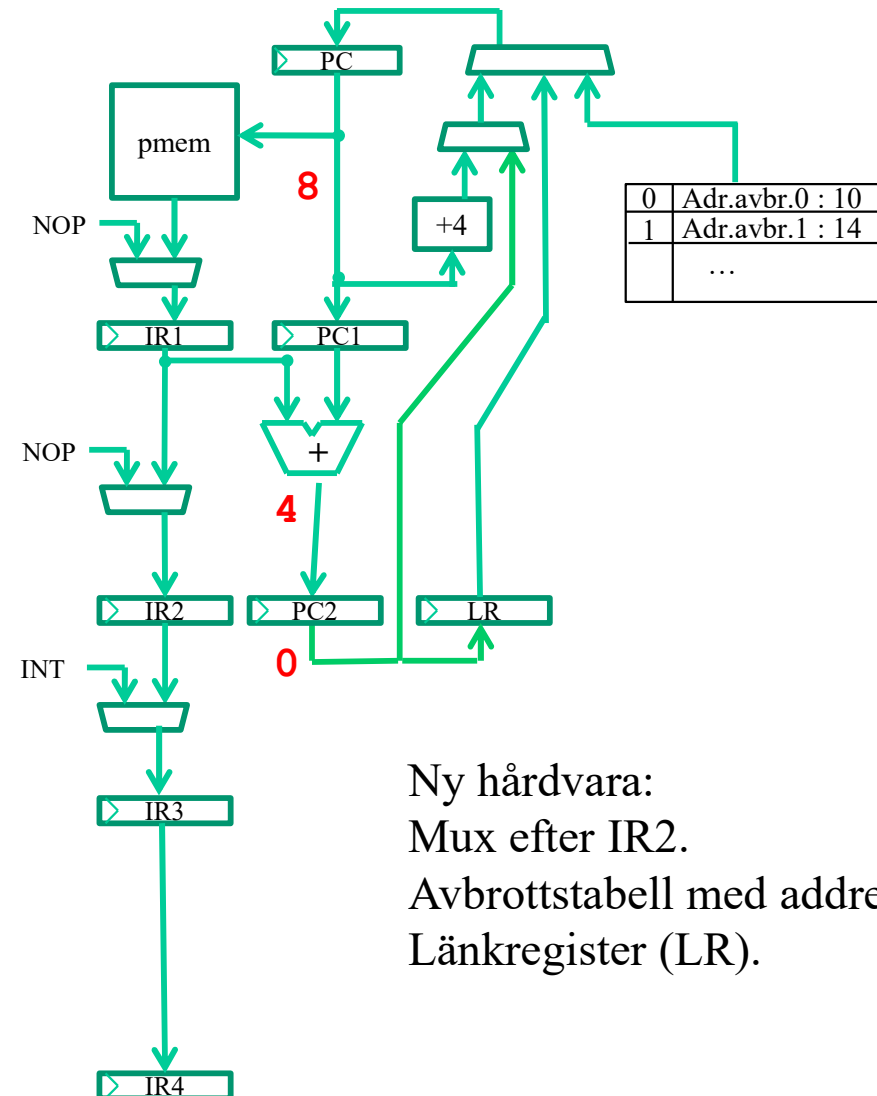 PC
pmem
8
NOP
+4
0 Adr.avbr.0 : 10
1 Adr.avbr.1 : 14
…
IR1
PC1
NOP
+
4
IR2
PC2
LR
INT
0
IR3
Ny hårdvara:
Mux efter IR2.
Avbrottstabell med addre
Länkregister (LR).
IR4